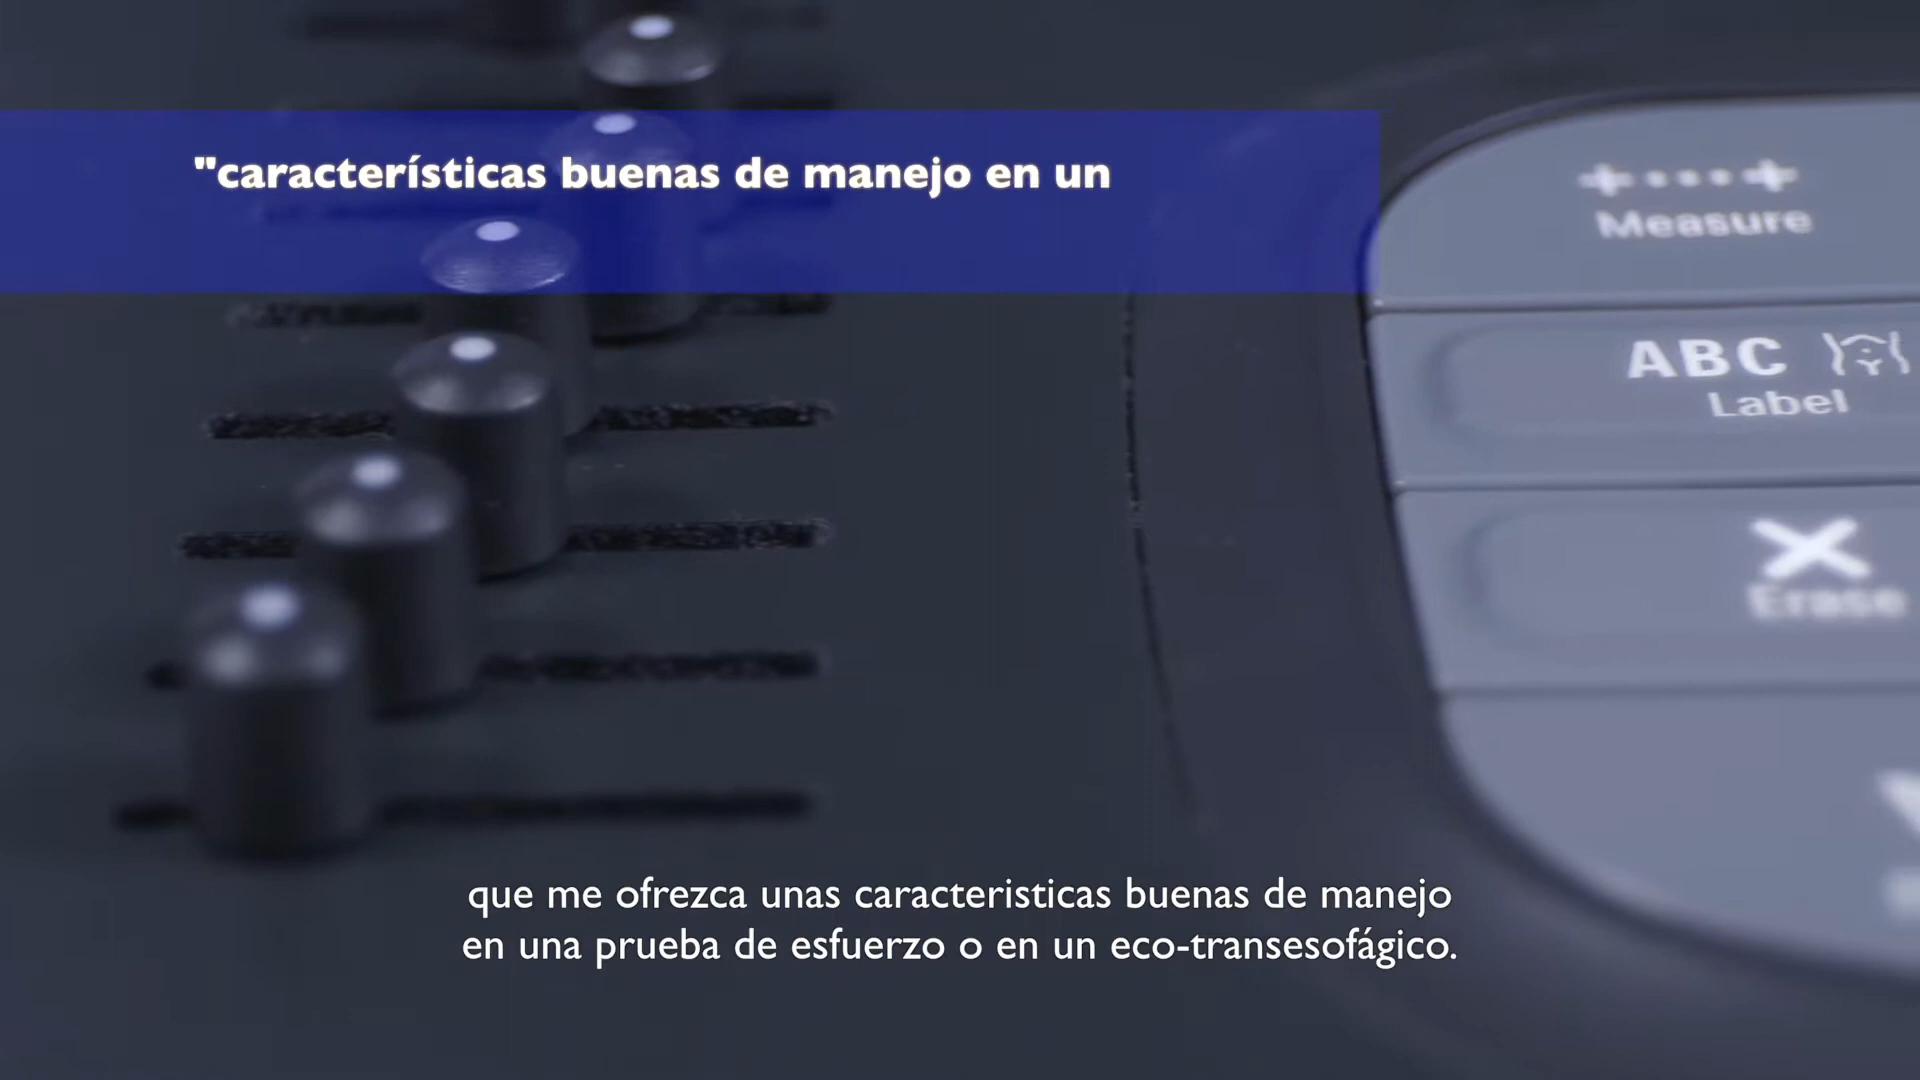 "características buenas de manejo en un
Measure
ABC
Label
Erase
que me ofrezca unas caracteristicas buenas de manejo
en una prueba de esfuerzo o en un eco-transesofágico.